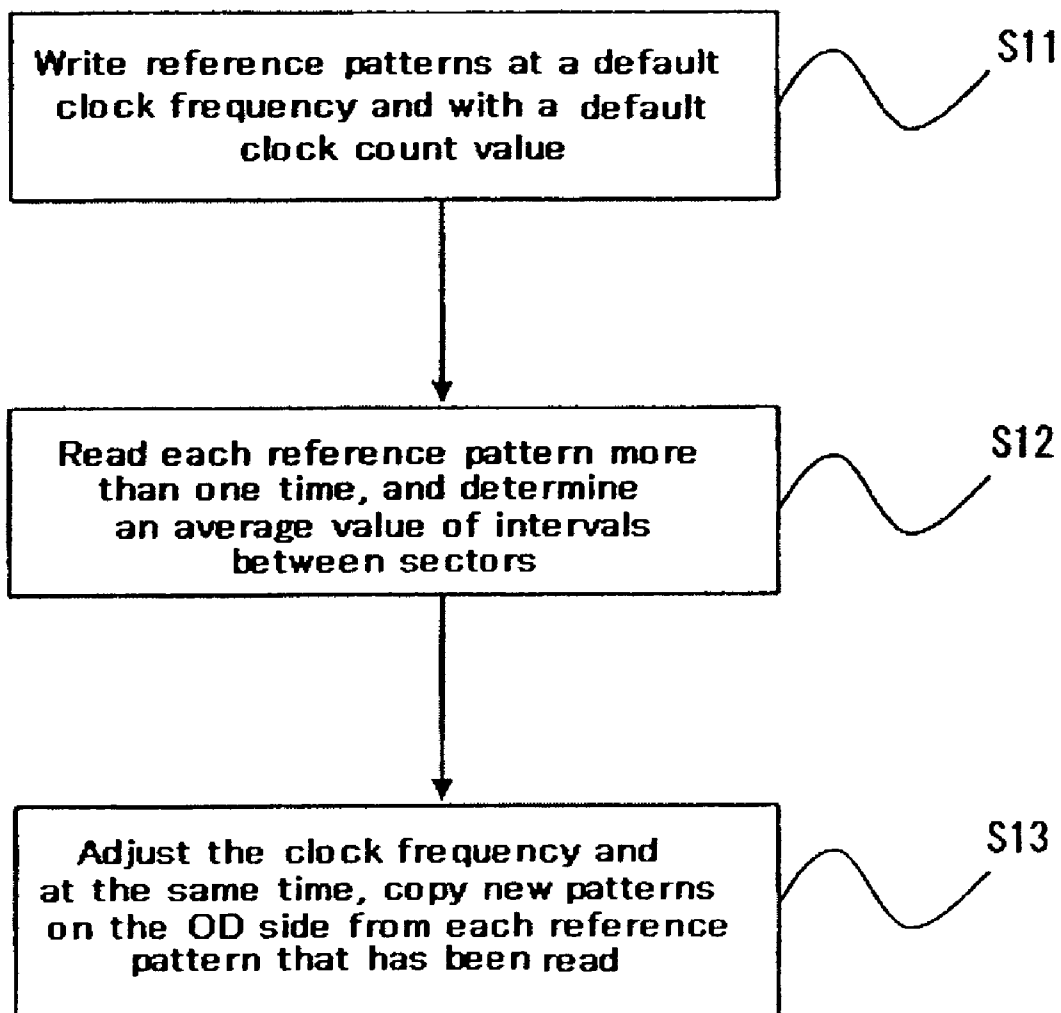 Write reference patterns at a default
clock frequency and with a default
clock count value
S11
Read each reference pattern more
than one time, and determine
an average value of intervals
between sectors
S12
Adjust the clock frequency and
at the same time, copy new patterns
on the OD side from each reference
pattern that has been read
S13